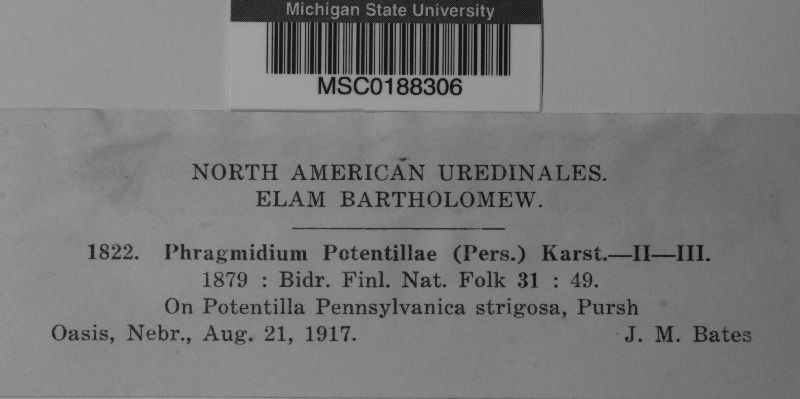 Michigan State University
MSC0188306
NORTH AMERICAN UREDINALES.
ELAM BARTHOLOMEW.
1822. Phragmidium Potentillae (Pers.) Karst.—II—III.
1879 : Bidr. Finl. Nat. Folk 31 : 49.
On Potentilla Pennsylvanica strigosa, Pursh
Oasis, Nebr., Aug. 21, 1917. J. M. Bates